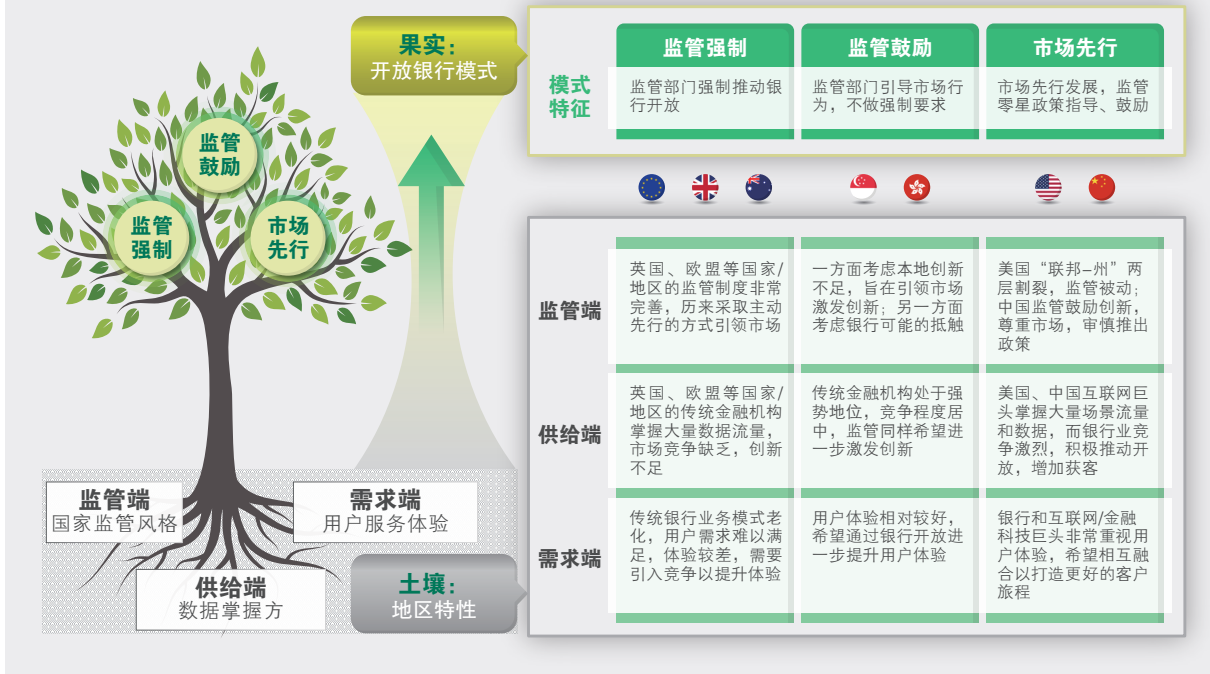 果实：
开放银行模式
监管
鼓励
监管
强制
市场
先行
监管端
国家监管风格
需求端
用户服务体验
供给端
数据掌握方
土壤：
地区特性
监管强制
监管鼓励
市场先行
模式
特征
监管部门强制推动银
行开放
监管部门引导市场行
为，不做强制要求
市场先行发展，监管
零星政策指导、鼓励
监管端
英国、欧盟等国家/
地区的监管制度非常
完善，历来采取主动
先行的方式引领市场
一方面考虑本地创新
不足，旨在引领市场
激发创新；另一方面
考虑银行可能的抵触
美国“联邦–州”两
层割裂，监管被动；
中国监管鼓励创新，
尊重市场，审慎推出
政策
供给端
英国、欧盟等国家/
地区的传统金融机构
掌握大量数据流量，
市场竞争缺乏，创新
不足
传统金融机构处于强
势地位，竞争程度居
中，监管同样希望进
一步激发创新
美国、中国互联网巨
头掌握大量场景流量
和数据，而银行业竞
争激烈，积极推动开
放，增加获客
需求端
传统银行业务模式老
化，用户需求难以满
足，体验较差，需要
引入竞争以提升体验
用户体验相对较好，
希望通过银行开放进
一步提升用户体验
银行和互联网/金融
科技巨头非常重视用
户体验，希望相互融
合以打造更好的客户
旅程